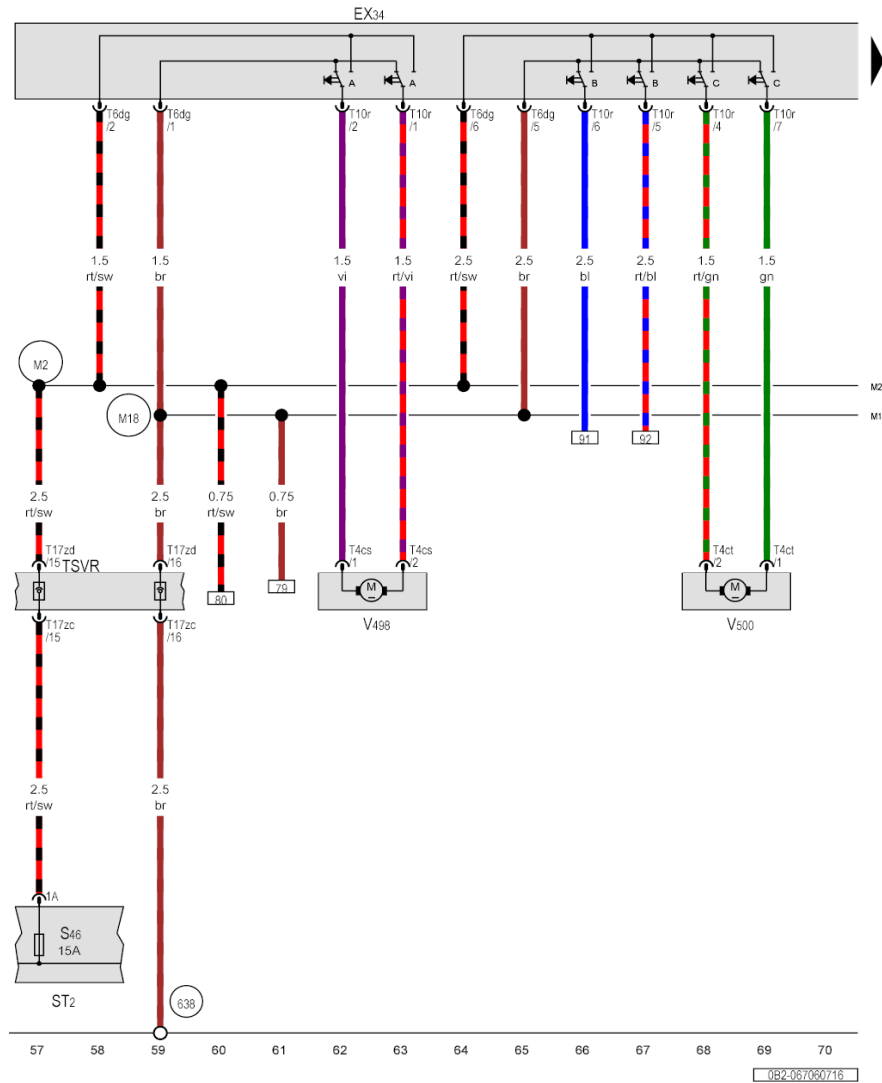 EX34
A A B B C C
T6dg T6dg T10r T10r T6dg T6dg T10r T10r T10r T10r
/2 /1 /2 /1 /6 /5 /6 /5 /4 /7
1.5 1.5 1.5 1.5 2.5 2.5 2.5 2.5 1.5 1.5
rt/sw br vi rt/vi rt/sw br bl rt/bl rt/gn gn
M2
M2
M18
M1
91 92
2.5 2.5 0.75 0.75
rt/sw br rt/sw br
T17zd T17zd T4cs T4cs T4ct T4ct
/15 TSVR /16 /1 /2 /2 /1
M M
80 79
T17zc T17zc V498 V500
/15 /16
2.5 2.5
rt/sw br
1A
S46
15A
ST2 638
57 58 59 60 61 62 63 64 65 66 67 68 69 70
0B2-067060716